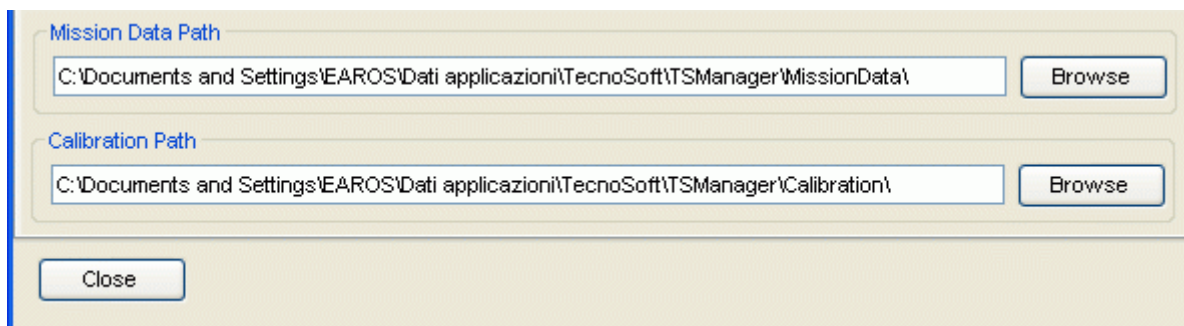 Mission Data Path
C:\Documents and Settings\EAROS\Dati applicazioni\TecnoSoft\TSManager\MissionData\ Browse
Calibration Path
C:\Documents and Settings\EAROS\Dati applicazioni\TecnoSoft\TSManager\Calibration\ Browse
Close